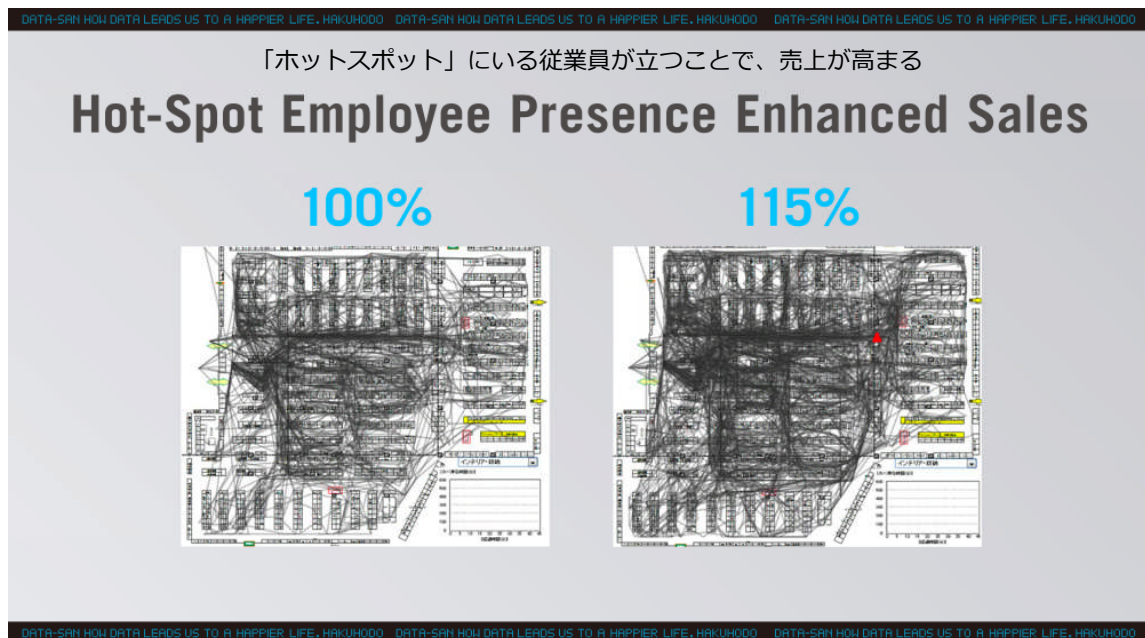 DATA-SAN HOW DATA LEADS US TO A HAPPIER LIFE. HAKUHODO DATA-SAN HOW DATA LEADS US TO A HAPPIER LIFE. HAKUHODO DATA-SAN HOW DATA LEADS US TO A HAPPIER LIFE. HAKUHODO
「ホットスポット」にいる従業員が立つことで、売上が高まる
Hot-Spot Employee Presence Enhanced Sales
100% 115%
インテリア・収納 インテリア・収納
DATA-SAN HOW DATA LEADS US TO A HAPPIER LIFE. HAKUHODO DATA-SAN HOW DATA LEADS US TO A HAPPIER LIFE. HAKUHODO DATA-SAN HOW DATA LEADS US TO A HAPPIER LIFE. HAKUHODO